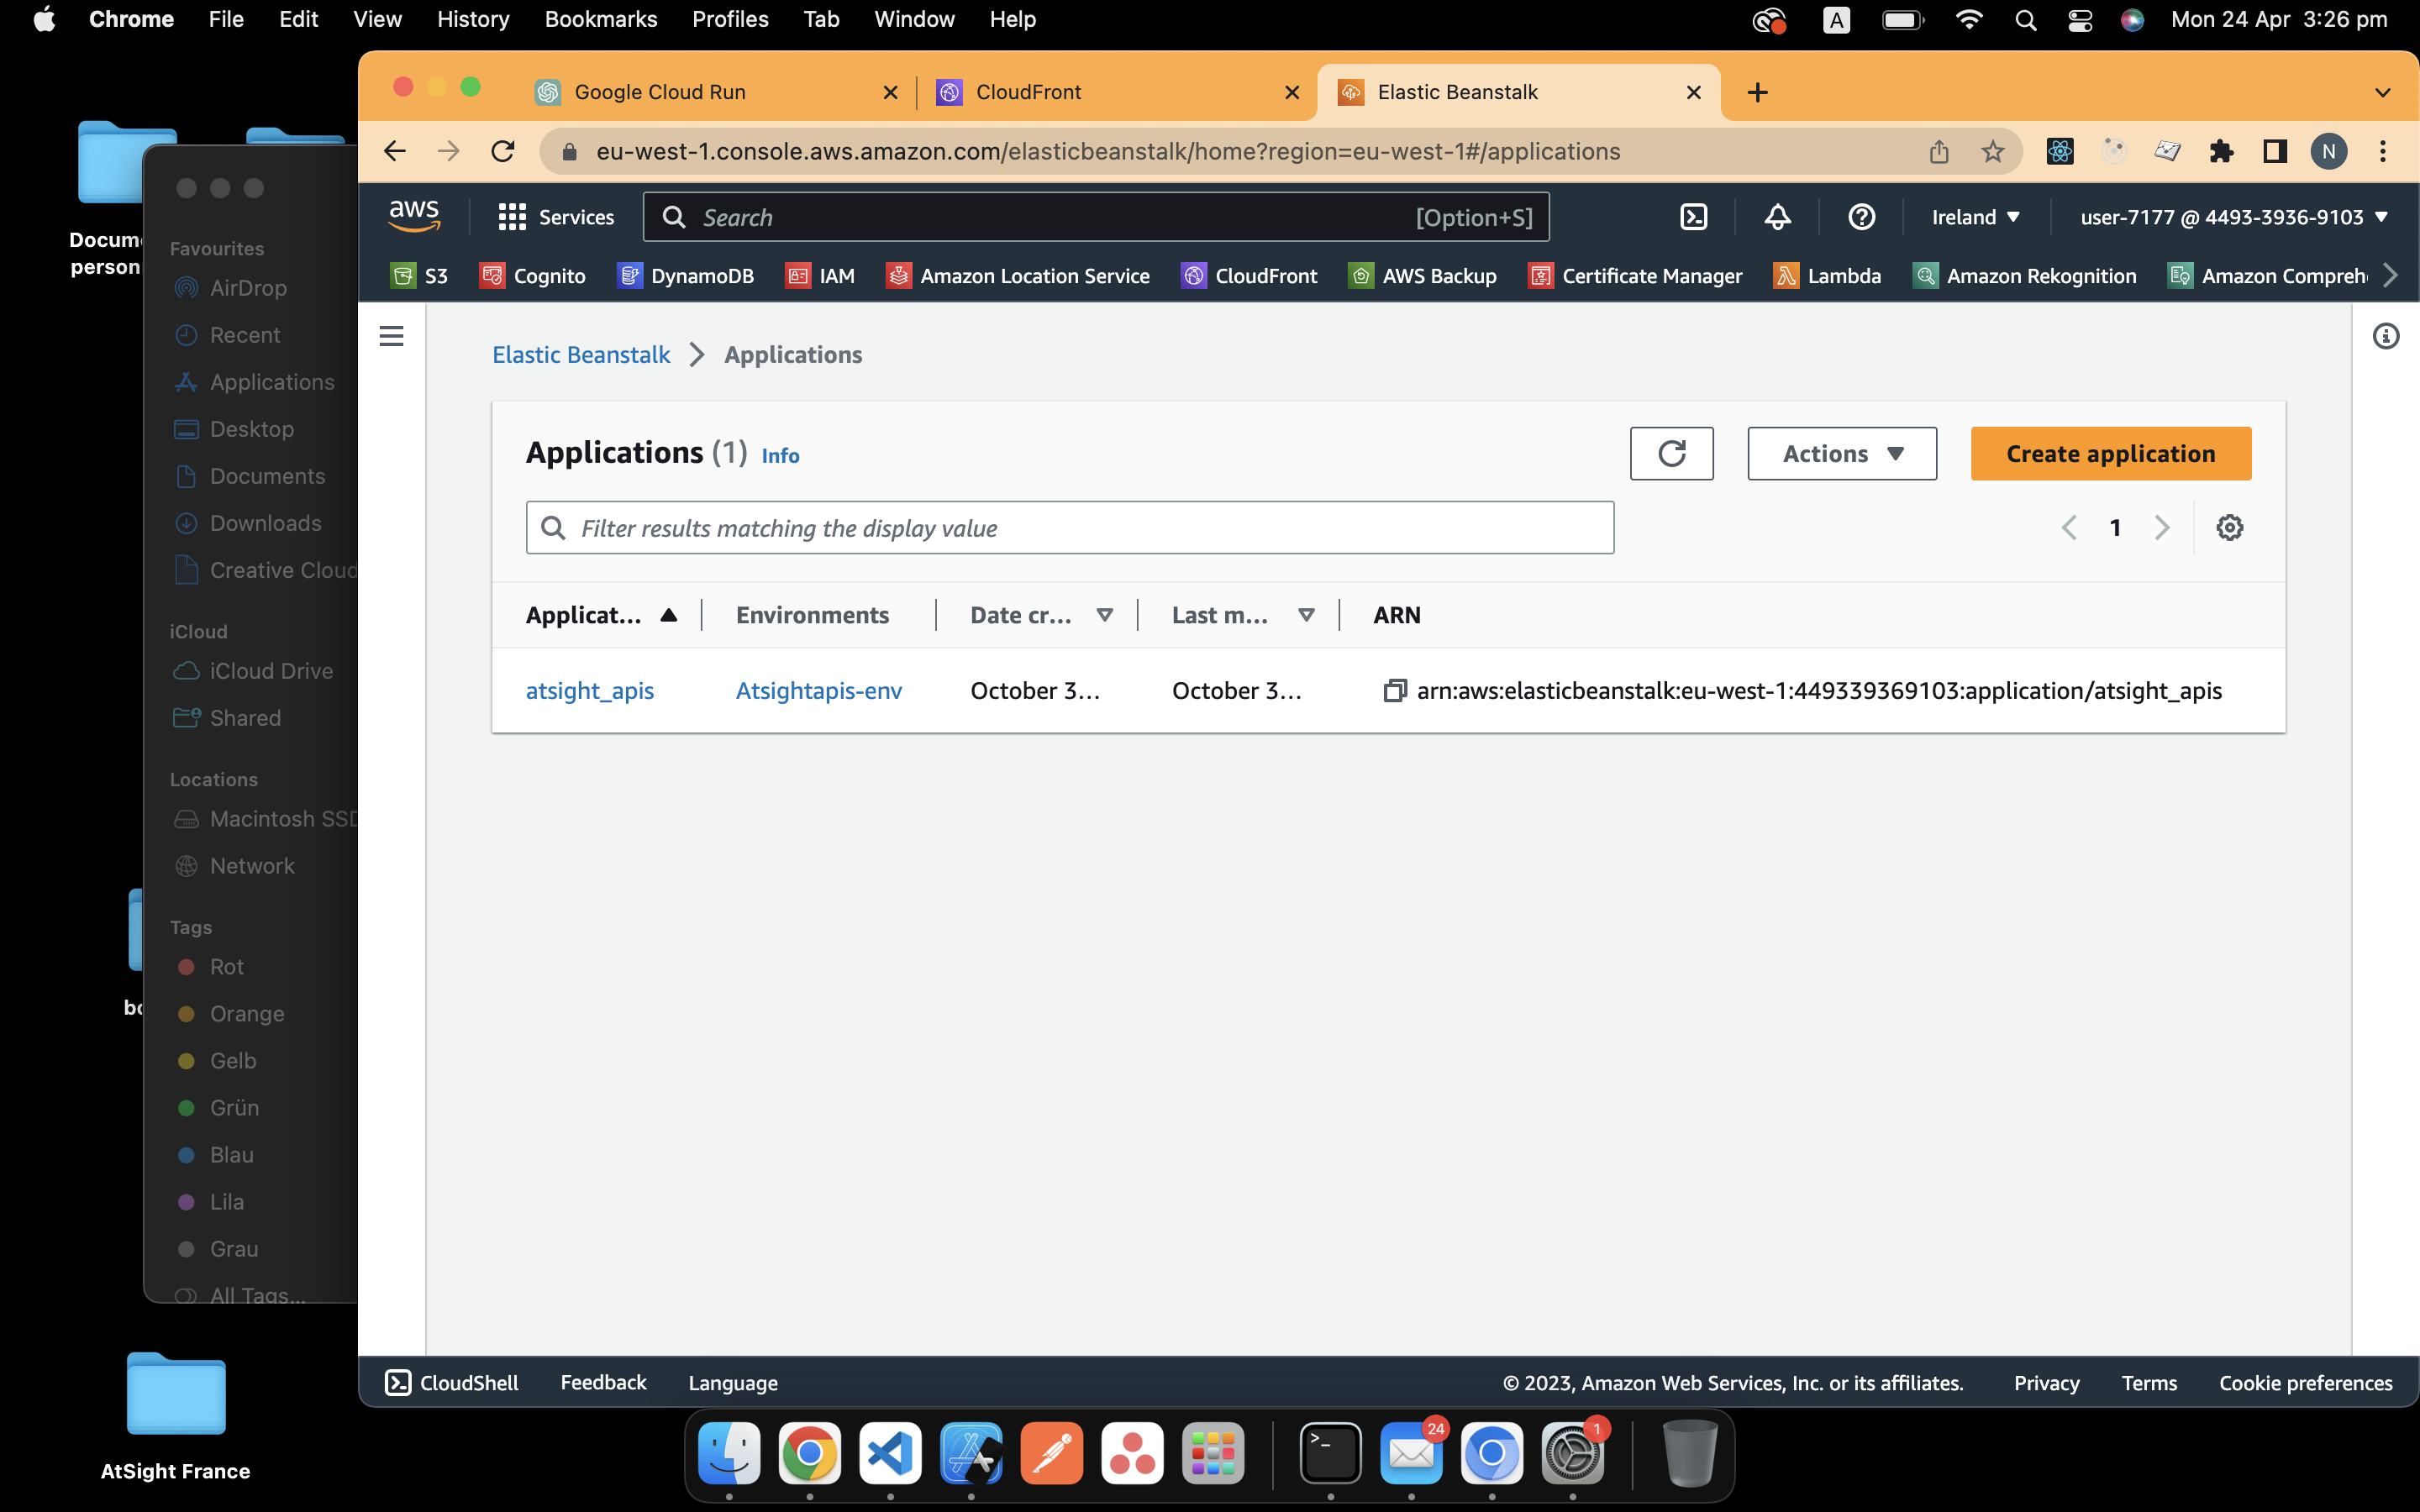 Chrome File Edit View History Bookmarks Profiles Tab Window Help A Mon 24 Apr 3:26 pm
Google Cloud Run CloudFront Elastic Beanstalk
eu-west-1.console.aws.amazon.com/elasticbeanstalk/home?region=eu-west-1#/applications N
aws Services Search [Option+S] Ireland user-7177 @ 4493-3936-9103
S3 Cognito DynamoDB IAM Amazon Location Service CloudFront AWS Backup Certificate Manager Lambda Amazon Rekognition Amazon Compreh
Docum
person
Favourites
AirDrop
Recent
Applications
Desktop
Documents
Downloads
Creative Cloud
iCloud
iCloud Drive
Shared
Locations
Macintosh SSD
Network
Tags
Rot
Orange
Gelb
Grün
Blau
Lila
Grau
All Tags...
AtSight France
Elastic Beanstalk > Applications
Applications (1) Info Actions Create application
Filter results matching the display value 1
Applicat... Environments Date cr... Last m... ARN
atsight_apis Atsightapis-env October 3... October 3... arn:aws:elasticbeanstalk:eu-west-1:449339369103:application/atsight_apis
CloudShell Feedback Language © 2023, Amazon Web Services, Inc. or its affiliates. Privacy Terms Cookie preferences
24 1